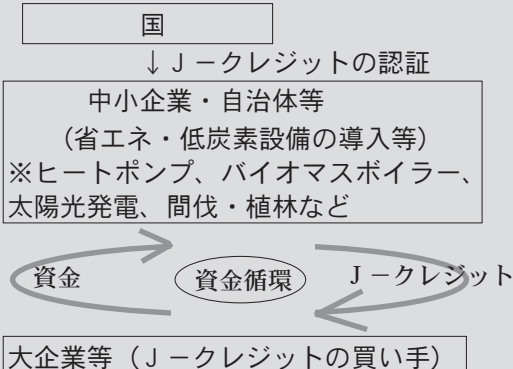 国
↓Ｊ－クレジットの認証
中小企業・自治体等
（省エネ・低炭素設備の導入等）
※ヒートポンプ、バイオマスボイラー、
太陽光発電、間伐・植林など
資金 資金循環 Ｊ－クレジット
大企業等（Ｊ－クレジットの買い手）